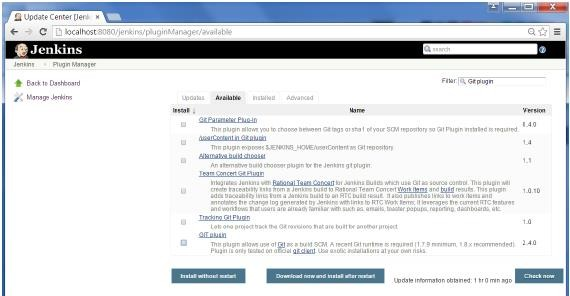 Update Center [Jenki
localhost:8080/jenkins/pluginManager/available
Jenkins
search
Jenkins
Plugin Manager
Back to Dashboard
Manage Jenkins
Filter: Git plugin
Updates Available Installed Advanced
Install ↓ Name Version
Git Parameter Plug-In
This plugin allows you to choose between Git tags or sha1 of your SCM repository so Git Plugin installed is required.
0.4.0
/userContent in Git plugin
This plugin exposes $JENKINS_HOME/userContent as Git repository.
1.4
Alternative build chooser
An alternative build chooser plugin for the Jenkins git plugin.
1.1
Team Concert Git Plugin
Integrates Jenkins with Rational Team Concert for Jenkins Builds which use Git as source control. This plugin will
create traceability links from a Jenkins build to Rational Team Concert Work Items and build results. This plugin
adds traceability links from a Jenkins build to an RTC build result. It also publishes links to work items and
annotates the change log generated by Jenkins with links to RTC Work Items; it leverages the current RTC features
and workflows that users are already familiar with such as, emails, toaster popups, reporting, dashboards, etc.
1.0.10
Tracking Git Plugin
Lets one project track the Git revisions that are built for another project.
1.0
GIT plugin
This plugin allows use of Git as a build SCM. A recent Git runtime is required (1.7.9 minimum, 1.8.x recommended).
Plugin is only tested on official git client. Use exotic installations at your own risks.
2.4.0
Install without restart
Download now and install after restart
Update information obtained: 1 hr 0 min ago
Check now